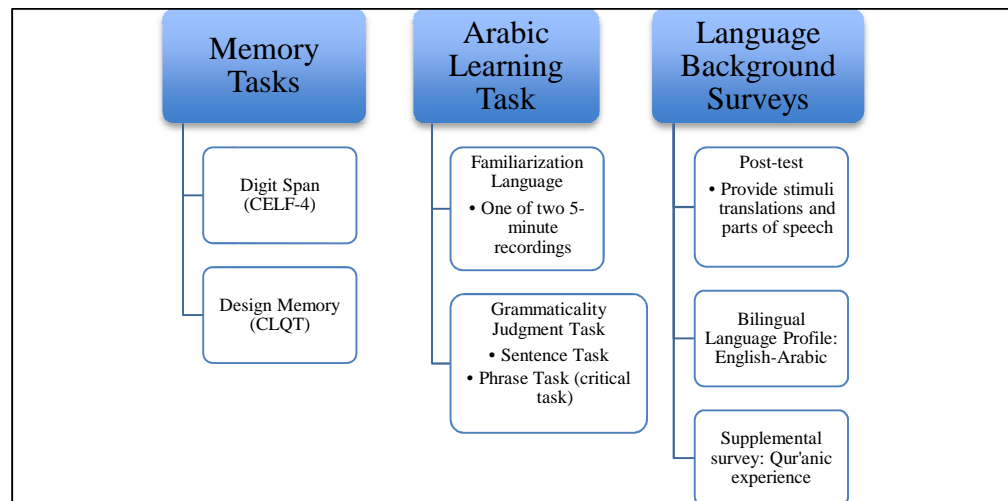 Memory
Tasks
Digit Span
(CELF-4)
Design Memory
(CLQT)
Arabic
Learning
Task
Familiarization
Language
• One of two 5-
minute
recordings
Grammaticality
Judgment Task
• Sentence Task
• Phrase Task (critical
task)
Language
Background
Surveys
Post-test
• Provide stimuli
translations and
parts of speech
Bilingual
Language Profile:
English-Arabic
Supplemental
survey: Qur'anic
experience